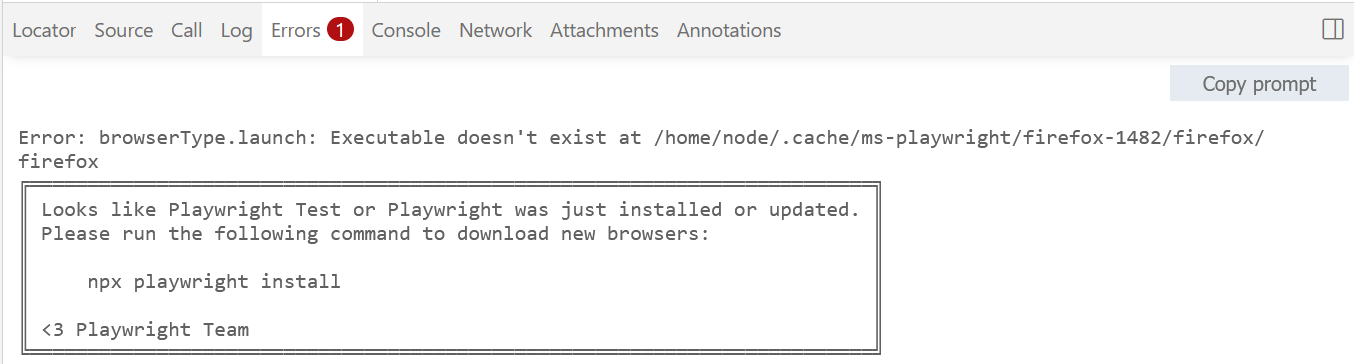 Locator Source Call Log Errors 1 Console Network Attachments Annotations
Copy prompt
Error: browserType.launch: Executable doesn't exist at /home/node/.cache/ms-playwright/firefox-1482/firefox/
firefox
Looks like Playwright Test or Playwright was just installed or updated.
Please run the following command to download new browsers:
npx playwright install
<3 Playwright Team